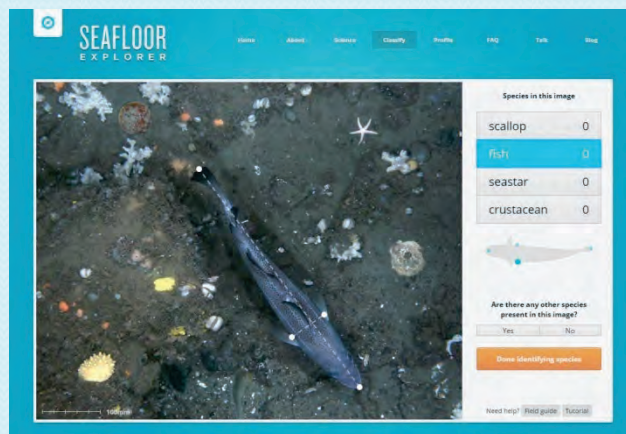 SEAFLOOR
EXPLORER
Home About Science Classify Profile FAQ Talk Blog
Species in this image
scallop 0
fish 0
seastar 0
crustacean 0
Are there any other species
present in this image?
Yes No
Done identifying species
100mm
Need help? Field guide Tutorial